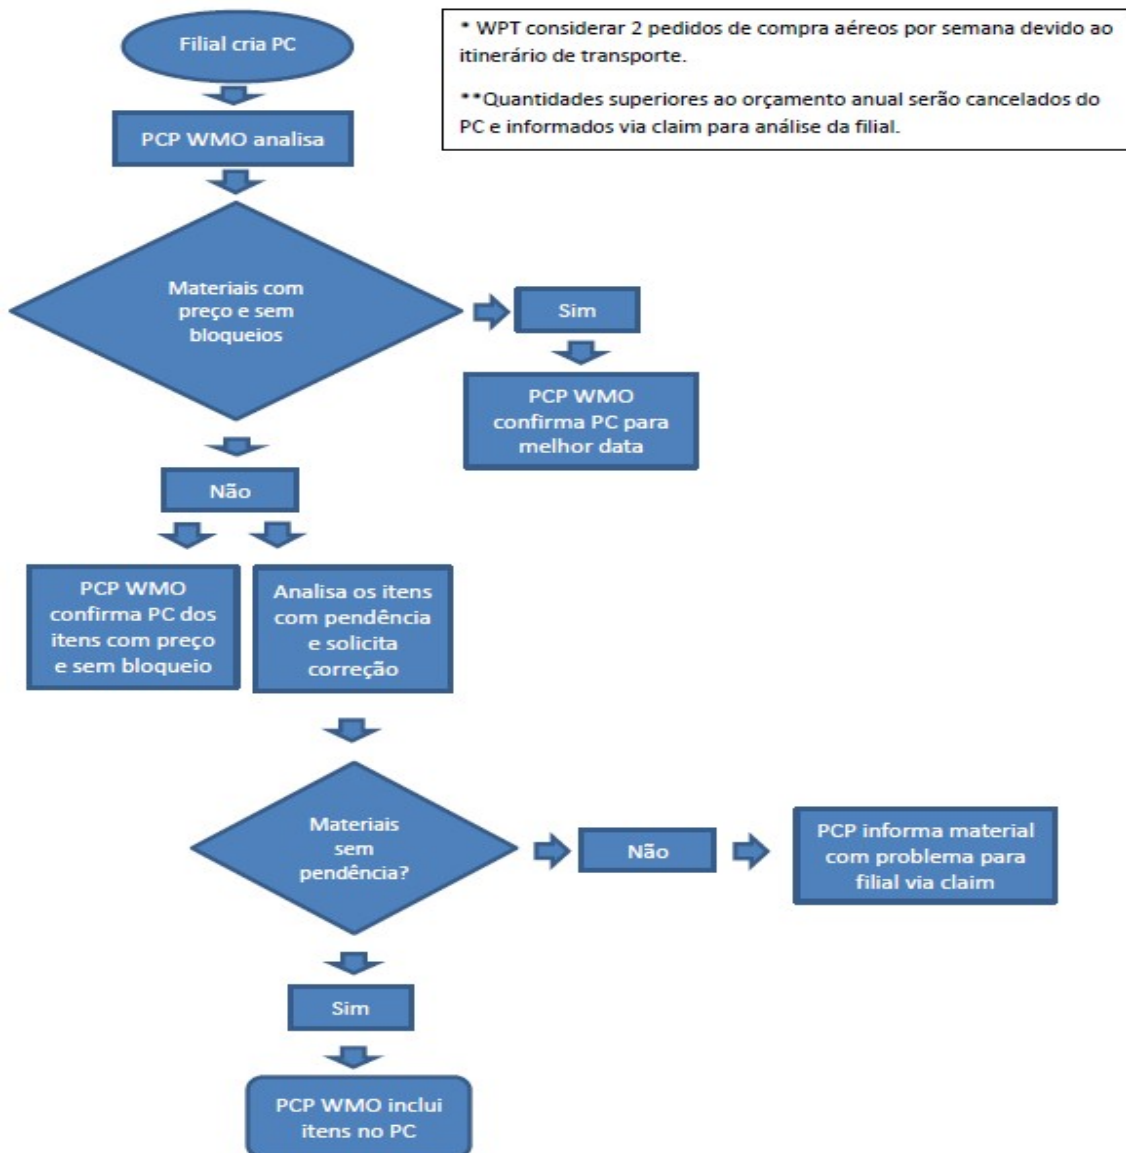 Filial cria PC
* WPT considerar 2 pedidos de compra aéreos por semana devido ao
itinerário de transporte.
**Quantidades superiores ao orçamento anual serão cancelados do
PC e informados via claim para análise da filial.
PCP WMO analisa
Materiais com
preço e sem
bloqueios
Sim
PCP WMO
confirma PC para
melhor data
Não
PCP WMO
confirma PC dos
itens com preço
e sem bloqueio
Analisa os itens
com pendência
e solicita
correção
Materiais
sem
pendência?
Não
PCP informa material
com problema para
filial via claim
Sim
PCP WMO inclui
itens no PC